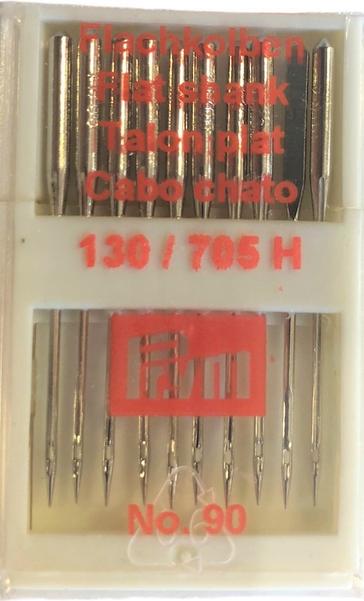 Flachkolben
Flat shank
Talon plat
Cabo chato
130 / 705 H
Prym
No. 90